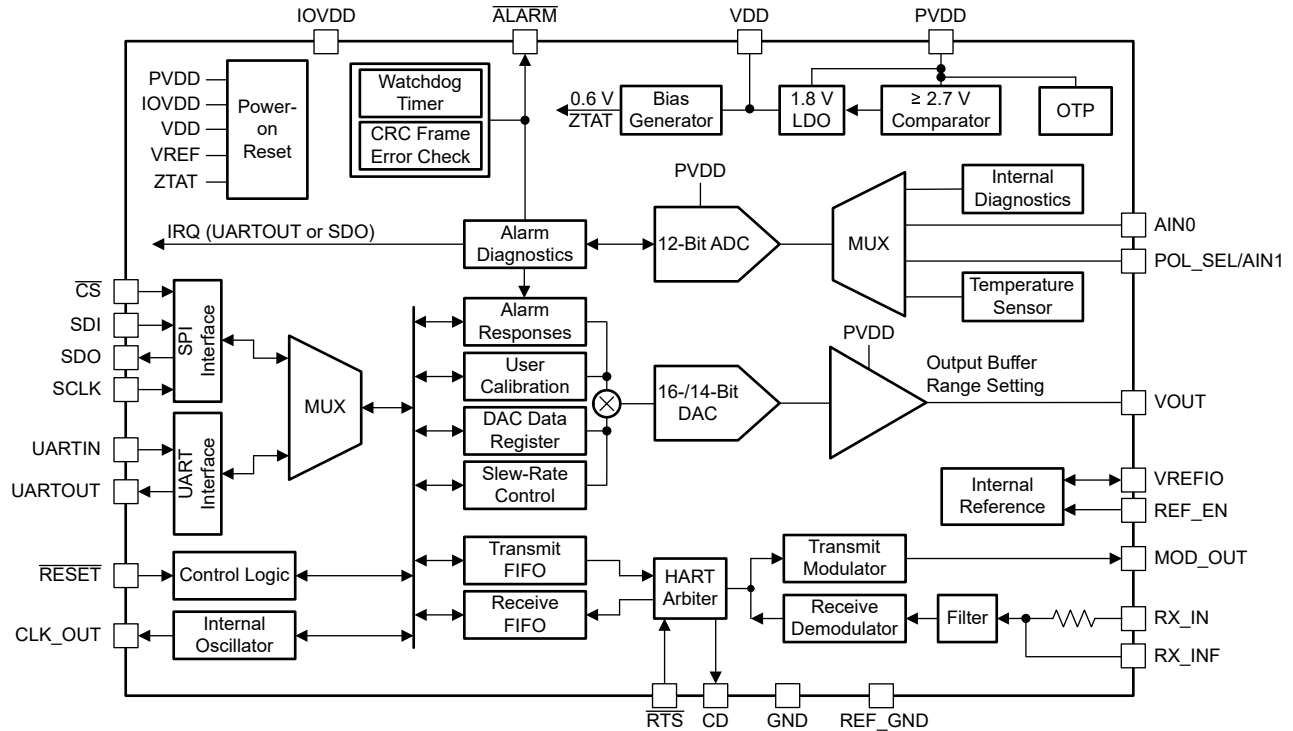 IOVDD
ALARM
VDD
PVDD
PVDD
IOVDD
VDD
VREF
ZTAT
Power-
on
Reset
Watchdog
Timer
CRC Frame
Error Check
0.6 V
ZTAT
Bias
Generator
1.8 V
LDO
≥ 2.7 V
Comparator
OTP
IRQ (UARTOUT or SDO)
Alarm
Diagnostics
PVDD
12-Bit ADC
MUX
Internal
Diagnostics
Temperature
Sensor
AIN0
POL_SEL/AIN1
CS
SDI
SDO
SCLK
SPI
Interface
UARTIN
UARTOUT
UART
Interface
MUX
Alarm
Responses
User
Calibration
DAC Data
Register
Slew-Rate
Control
16-/14-Bit
DAC
PVDD
Output Buffer
Range Setting
VOUT
Internal
Reference
VREFIO
REF_EN
RESET
Control Logic
CLK_OUT
Internal
Oscillator
Transmit
FIFO
Receive
FIFO
HART
Arbiter
Transmit
Modulator
Receive
Demodulator
Filter
MOD_OUT
RX_IN
RX_INF
RTS
CD
GND
REF_GND